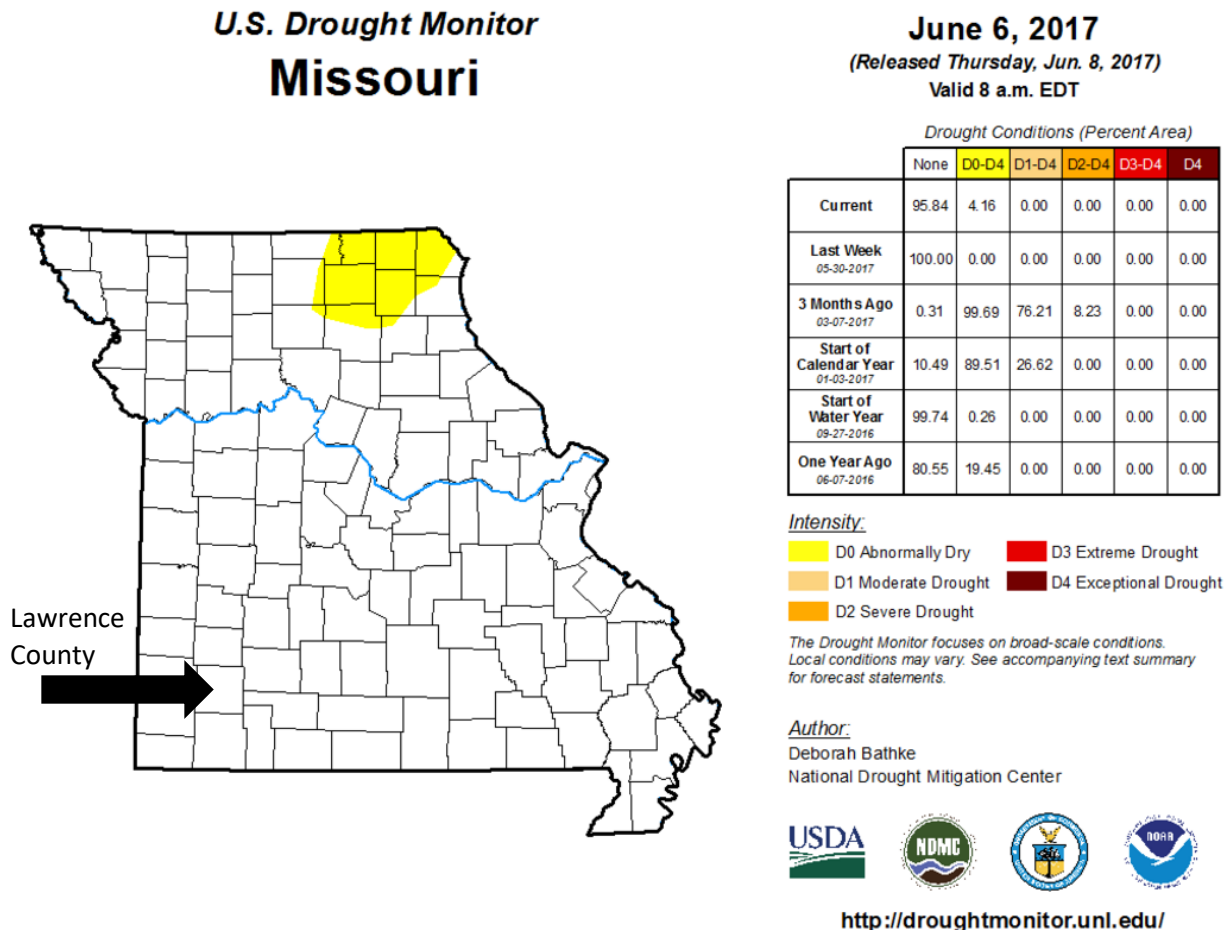 U.S. Drought Monitor
Missouri
June 6, 2017
(Released Thursday, Jun. 8, 2017)
Valid 8 a.m. EDT
Drought Conditions (Percent Area)
None D0-D4 D1-D4 D2-D4 D3-D4 D4
Current 95.84 4.16 0.00 0.00 0.00 0.00
Last Week
05-30-2017 100.00 0.00 0.00 0.00 0.00 0.00
3 Months Ago
03-07-2017 0.31 99.69 76.21 8.23 0.00 0.00
Start of
Calendar Year
01-03-2017 10.49 89.51 26.62 0.00 0.00 0.00
Start of
Water Year
09-27-2016 99.74 0.26 0.00 0.00 0.00 0.00
One Year Ago
06-07-2016 80.55 19.45 0.00 0.00 0.00 0.00
Intensity:
D0 Abnormally Dry
D1 Moderate Drought
D2 Severe Drought
D3 Extreme Drought
D4 Exceptional Drought
The Drought Monitor focuses on broad-scale conditions.
Local conditions may vary. See accompanying text summary
for forecast statements.
Author:
Deborah Bathke
National Drought Mitigation Center
Lawrence
County
USDA
NDMC
NOAA
http://droughtmonitor.unl.edu/